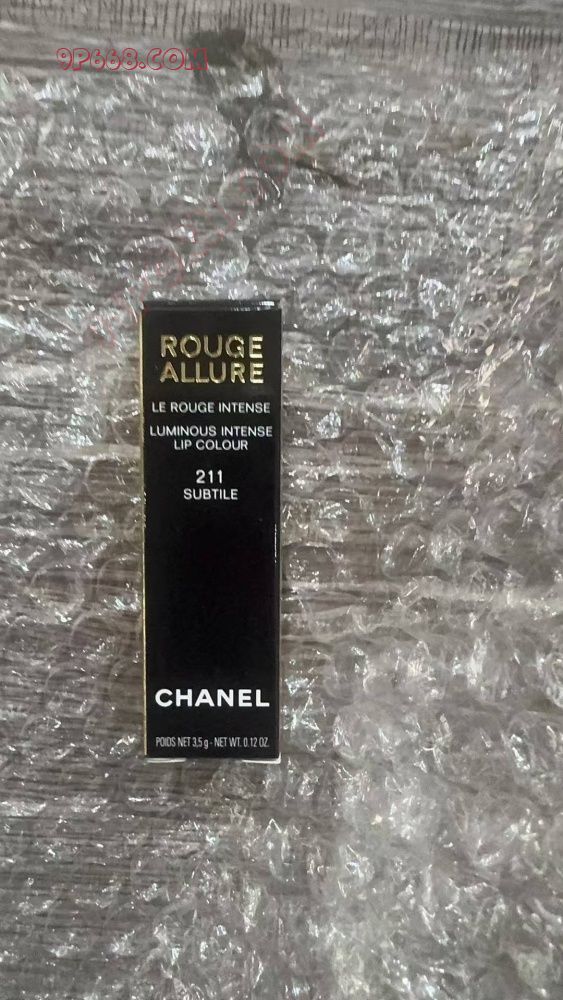 9P668.COM
ROUGE
ALLURE
LE ROUGE INTENSE
LUMINOUS INTENSE
LIP COLOUR
211
SUBTILE
CHANEL
POIDS NET 3,5 g - NET WT. 0.12 OZ.